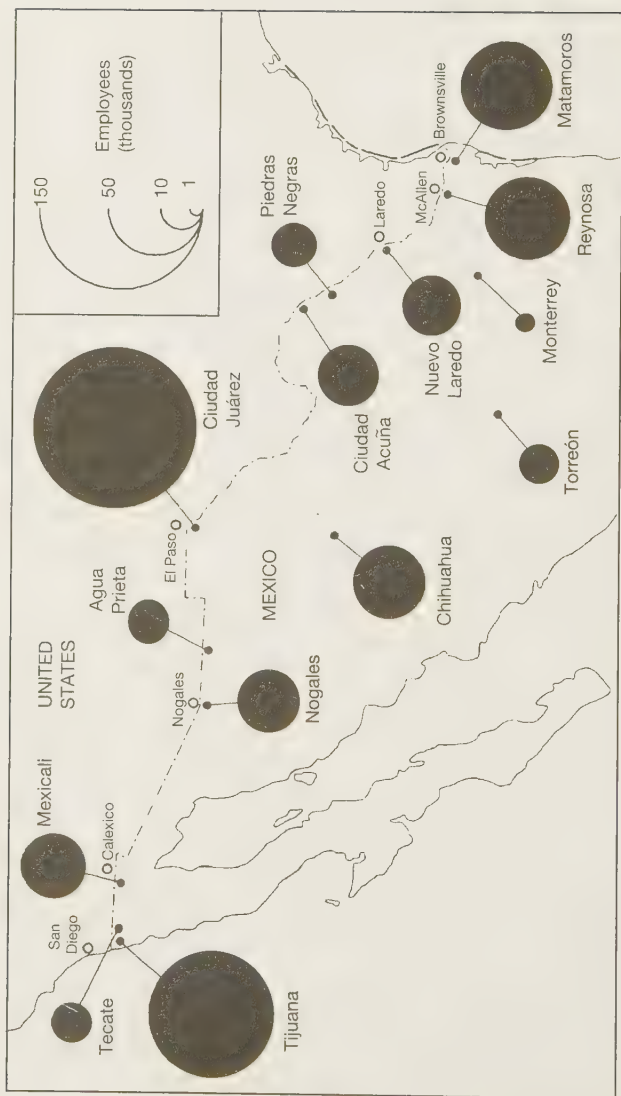 Employees
(thousands)
150
50
10
1
UNITED
STATES
MEXICO
San
Diego
Tecate
Tijuana
Mexicali
Calexico
Nogales
Nogales
Agua
Prieta
El Paso
Ciudad
Juárez
Chihuahua
Ciudad
Acuña
Piedras
Negras
Laredo
Nuevo
Laredo
Torreón
Monterrey
McAllen
Reynosa
Brownsville
Matamoros